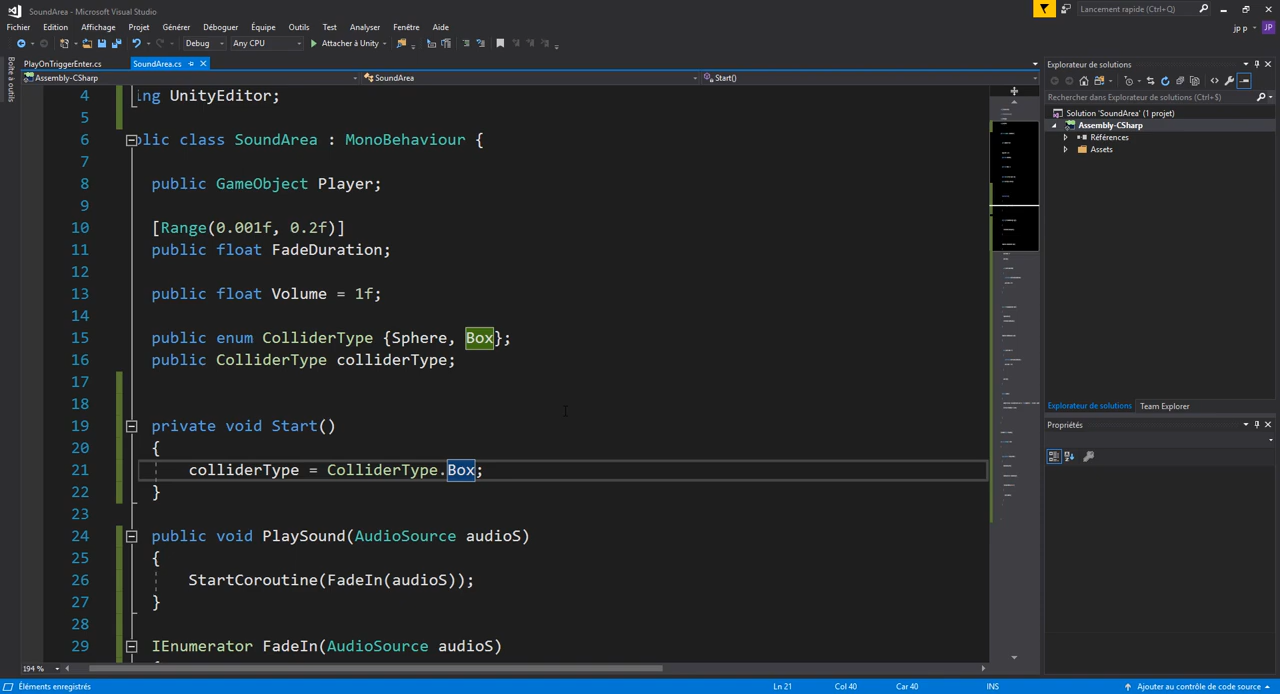 SoundArea - Microsoft Visual Studio
Lancement rapide (Ctrl+Q)
Fichier Edition Affichage Projet Générer Déboguer Équipe Outils Test Analyser Fenêtre Aide
jp p JP
Debug Any CPU Attacher à Unity
Boîte à outils
PlayOnTriggerEnter.cs SoundArea.cs
Assembly-CSharp SoundArea Start()
4 ing UnityEditor;
5
6 blic class SoundArea : MonoBehaviour {
7
8 public GameObject Player;
9
10 [Range(0.001f, 0.2f)]
11 public float FadeDuration;
12
13 public float Volume = 1f;
14
15 public enum ColliderType {Sphere, Box};
16 public ColliderType colliderType;
17
18
19 private void Start()
20 {
21 colliderType = ColliderType.Box;
22 }
23
24 public void PlaySound(AudioSource audioS)
25 {
26 StartCoroutine(FadeIn(audioS));
27 }
28
29 IEnumerator FadeIn(AudioSource audioS)
194 %
Explorateur de solutions
Rechercher dans Explorateur de solutions (Ctrl+$)
Solution 'SoundArea' (1 projet)
Assembly-CSharp
Références
Assets
Explorateur de solutions Team Explorer
Propriétés
Éléments enregistrés Ln 21 Col 40 Car 40 INS Ajouter au contrôle de code source